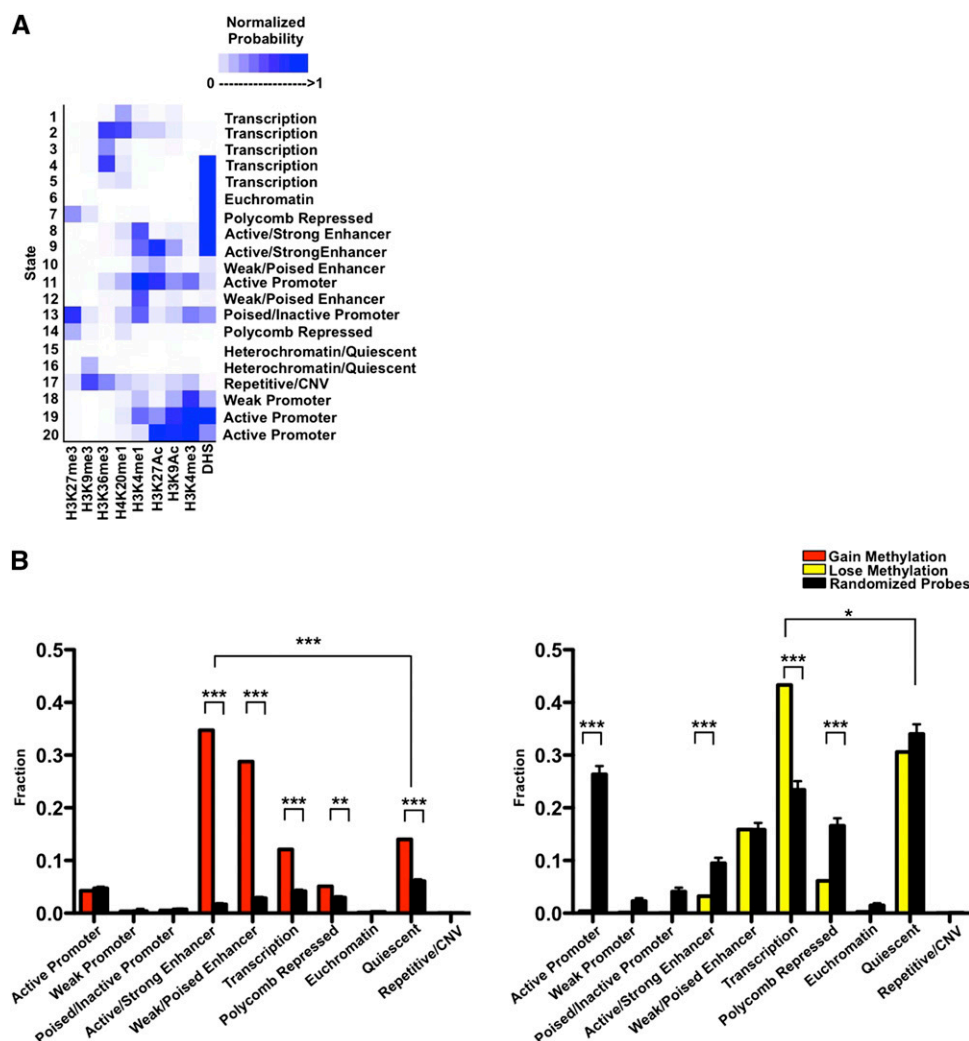 A
Normalized
Probability
0 ------------------->1
State
1 Transcription
2 Transcription
3 Transcription
4 Transcription
5 Transcription
6 Euchromatin
7 Polycomb Repressed
8 Active/Strong Enhancer
9 Active/StrongEnhancer
10 Weak/Poised Enhancer
11 Active Promoter
12 Weak/Poised Enhancer
13 Poised/Inactive Promoter
14 Polycomb Repressed
15 Heterochromatin/Quiescent
16 Heterochromatin/Quiescent
17 Repetitive/CNV
18 Weak Promoter
19 Active Promoter
20 Active Promoter
H3K27me3
H3K9me3
H3K36me3
H4K20me1
H3K4me1
H3K27Ac
H3K9Ac
H3K4me3
DHS
B
Gain Methylation
Lose Methylation
Randomized Probes
Fraction
0.5
0.4
0.3
0.2
0.1
0.0
***
***
***
***
**
***
Active Promoter
Weak Promoter
Poised/Inactive Promoter
Active/Strong Enhancer
Weak/Poised Enhancer
Transcription
Polycomb Repressed
Euchromatin
Quiescent
Repetitive/CNV
Fraction
0.5
0.4
0.3
0.2
0.1
0.0
*
***
***
***
***
Active Promoter
Weak Promoter
Poised/Inactive Promoter
Active/Strong Enhancer
Weak/Poised Enhancer
Transcription
Polycomb Repressed
Euchromatin
Quiescent
Repetitive/CNV